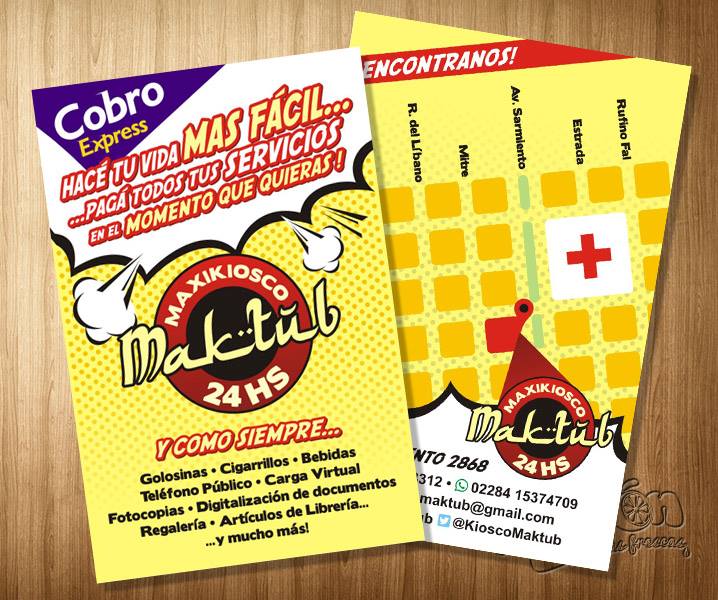 Cobro
Express
HACÉ TU VIDA MAS FÁCIL...
...PAGÁ TODOS TUS SERVICIOS
EN EL MOMENTO QUE QUIERAS!
MAXIKIOSCO
Maktub
24 HS
Y COMO SIEMPRE...
Golosinas • Cigarrillos • Bebidas
Teléfono Público • Carga Virtual
Fotocopias • Digitalización de documentos
Regalería • Artículos de Librería...
...y mucho más!
ENCONTRANOS!
R. del Líbano
Mitre
Av. Sarmiento
Estrada
Rufino Fal
MAXIKIOSCO
Maktub
24 HS
2868
312 • 02284 15374709
maktub@gmail.com
@KioscoMaktub
frescas